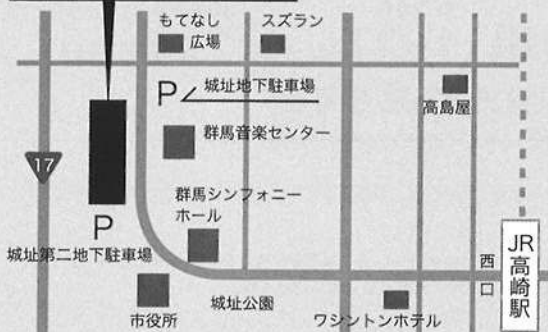 もてなし
広場
スズラン
P
城址地下駐車場
高島屋
群馬音楽センター
17
群馬シンフォニー
ホール
P
城址第二地下駐車場
JR高崎駅
西口
城址公園
市役所
ワシントンホテル